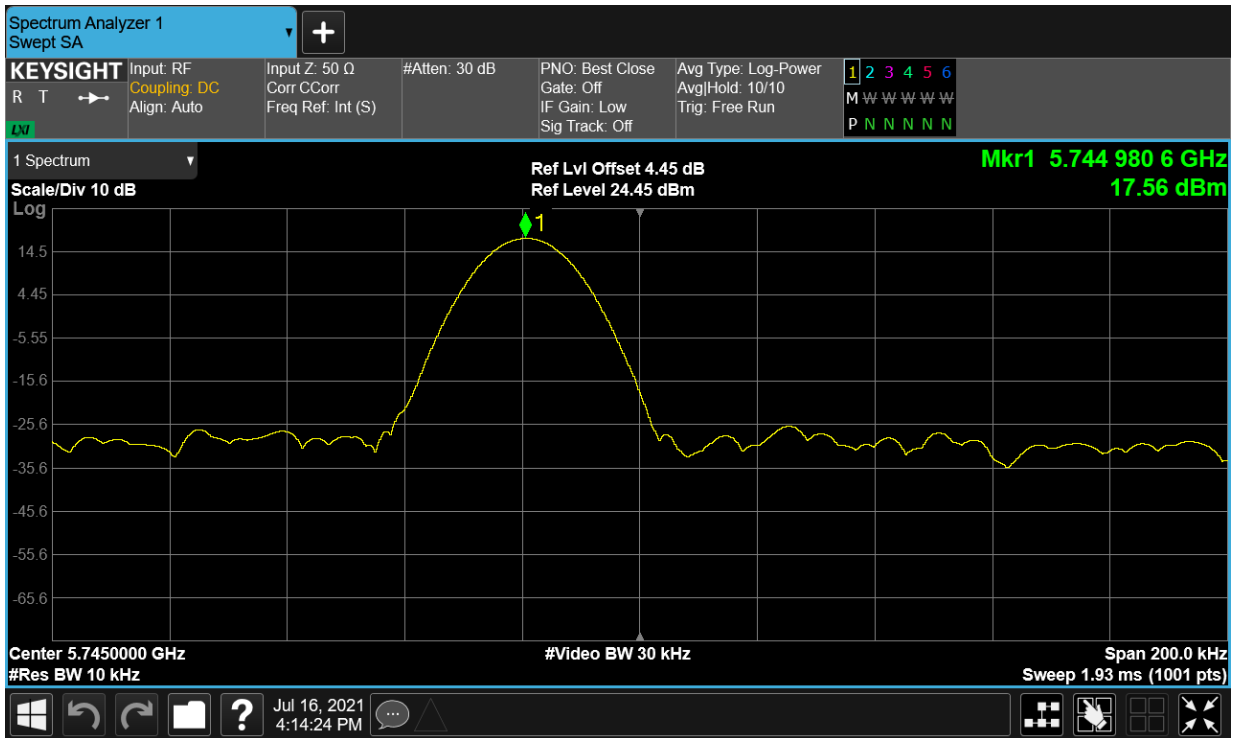 Spectrum Analyzer 1
Swept SA
KEYSIGHT
R T
LXI
Input: RF
Coupling: DC
Align: Auto
Input Z: 50 Ω
Corr CCorr
Freq Ref: Int (S)
#Atten: 30 dB
PNO: Best Close
Gate: Off
IF Gain: Low
Sig Track: Off
Avg Type: Log-Power
Avg|Hold: 10/10
Trig: Free Run
1 2 3 4 5 6
M W W W W W
P N N N N N
1 Spectrum
Scale/Div 10 dB
Log
Ref Lvl Offset 4.45 dB
Ref Level 24.45 dBm
Mkr1 5.744 980 6 GHz
17.56 dBm
1
14.5
4.45
-5.55
-15.6
-25.6
-35.6
-45.6
-55.6
-65.6
Center 5.7450000 GHz
#Res BW 10 kHz
#Video BW 30 kHz
Span 200.0 kHz
Sweep 1.93 ms (1001 pts)
?
Jul 16, 2021
4:14:24 PM